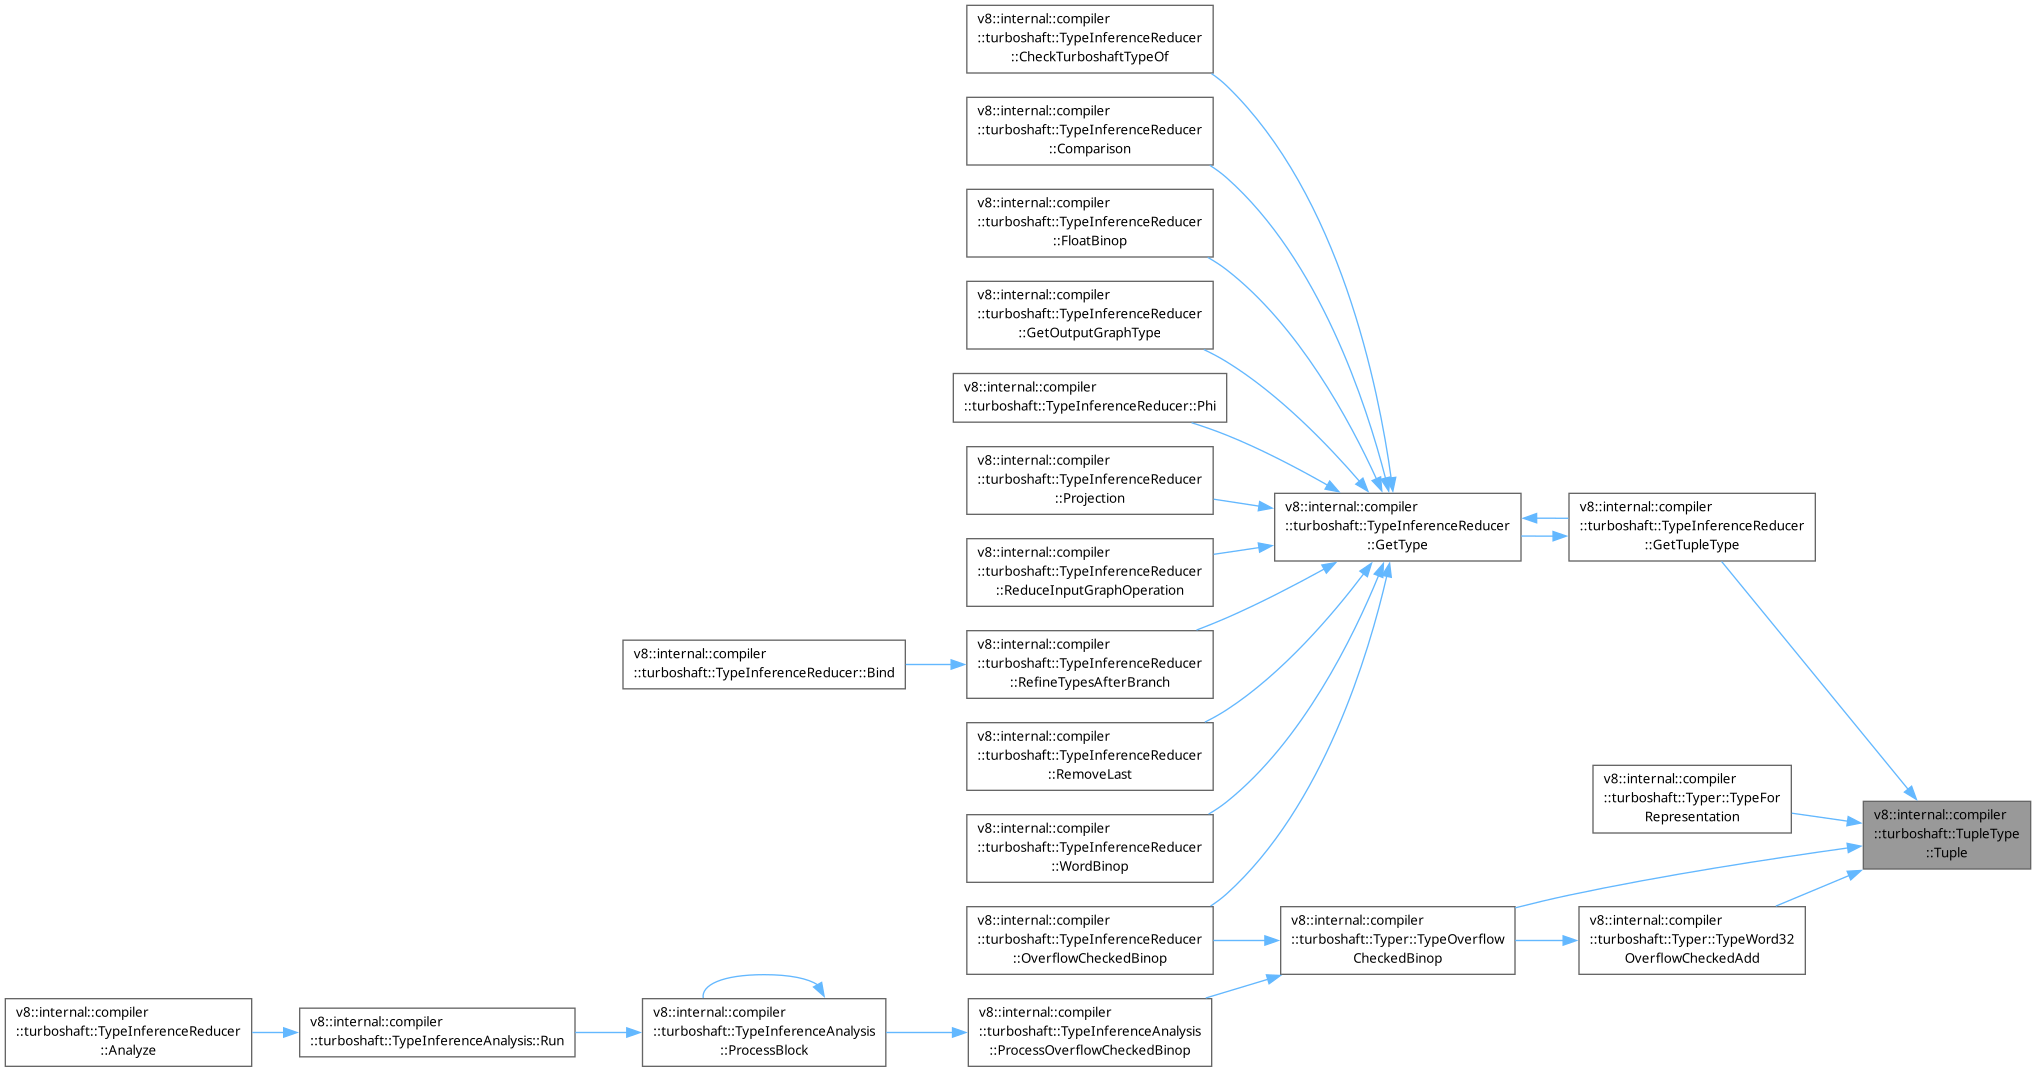 v8::internal::compiler
::turboshaft::TypeInferenceReducer
::CheckTurboshaftTypeOf
v8::internal::compiler
::turboshaft::TypeInferenceReducer
::Comparison
v8::internal::compiler
::turboshaft::TypeInferenceReducer
::FloatBinop
v8::internal::compiler
::turboshaft::TypeInferenceReducer
::GetOutputGraphType
v8::internal::compiler
::turboshaft::TypeInferenceReducer::Phi
v8::internal::compiler
::turboshaft::TypeInferenceReducer
::Projection
v8::internal::compiler
::turboshaft::TypeInferenceReducer
::GetType
v8::internal::compiler
::turboshaft::TypeInferenceReducer
::GetTupleType
v8::internal::compiler
::turboshaft::TypeInferenceReducer
::ReduceInputGraphOperation
v8::internal::compiler
::turboshaft::TypeInferenceReducer::Bind
v8::internal::compiler
::turboshaft::TypeInferenceReducer
::RefineTypesAfterBranch
v8::internal::compiler
::turboshaft::TypeInferenceReducer
::RemoveLast
v8::internal::compiler
::turboshaft::Typer::TypeFor
Representation
v8::internal::compiler
::turboshaft::TupleType
::Tuple
v8::internal::compiler
::turboshaft::TypeInferenceReducer
::WordBinop
v8::internal::compiler
::turboshaft::TypeInferenceReducer
::OverflowCheckedBinop
v8::internal::compiler
::turboshaft::Typer::TypeOverflow
CheckedBinop
v8::internal::compiler
::turboshaft::Typer::TypeWord32
OverflowCheckedAdd
v8::internal::compiler
::turboshaft::TypeInferenceReducer
::Analyze
v8::internal::compiler
::turboshaft::TypeInferenceAnalysis::Run
v8::internal::compiler
::turboshaft::TypeInferenceAnalysis
::ProcessBlock
v8::internal::compiler
::turboshaft::TypeInferenceAnalysis
::ProcessOverflowCheckedBinop